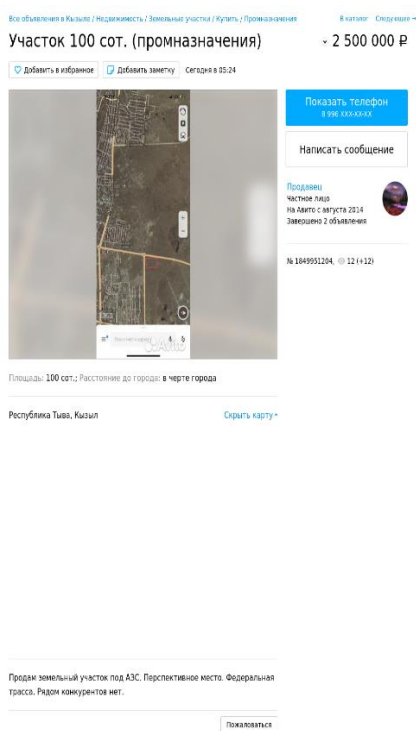 Все объявления в Кызыле / Недвижимость / Земельные участки / Купить / Промназначения
В каталог Следующее →
Участок 100 сот. (промназначения)
2 500 000 ₽
Добавить в избранное
Добавить заметку
Сегодня в 05:24
Показать телефон
8 996 XXX-XX-XX
Написать сообщение
Продавец
Частное лицо
На Авито с августа 2014
Завершено 2 объявления
№ 1849951204, 12 (+12)
Площадь: 100 сот.; Расстояние до города: в черте города
Республика Тыва, Кызыл
Скрыть карту
Продам земельный участок под АЗС. Перспективное место. Федеральная
трасса. Рядом конкурентов нет.
Пожаловаться